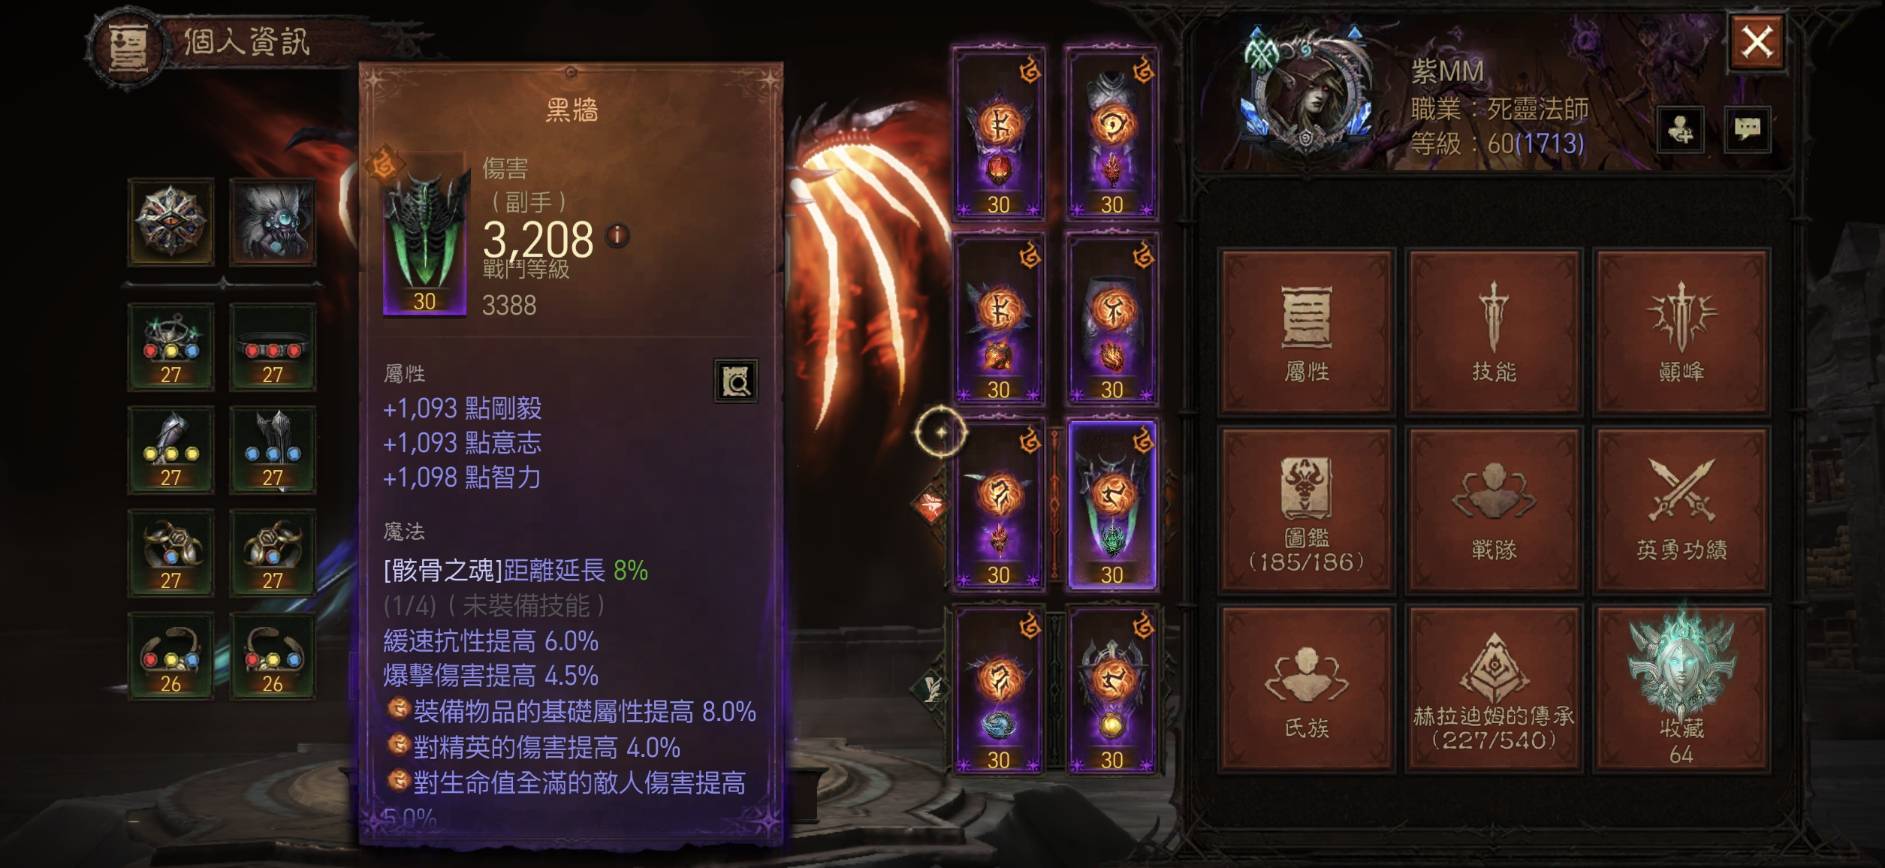 個人資訊
27
27
27
27
27
27
26
26
黑牆
傷害
（副手）
3,208
戰鬥等級
3388
30
屬性
+1,093 點剛毅
+1,093 點意志
+1,098 點智力
魔法
[骸骨之魂]距離延長 8%
(1/4)（未裝備技能）
緩速抗性提高 6.0%
爆擊傷害提高 4.5%
裝備物品的基礎屬性提高 8.0%
對精英的傷害提高 4.0%
對生命值全滿的敵人傷害提高
5.0%
30
30
30
30
30
30
30
30
紫MM
職業：死靈法師
等級：60(1713)
屬性
技能
巔峰
圖鑑
(185/186)
戰隊
英勇功績
氏族
赫拉迪姆的傳承
(227/540)
收藏
64